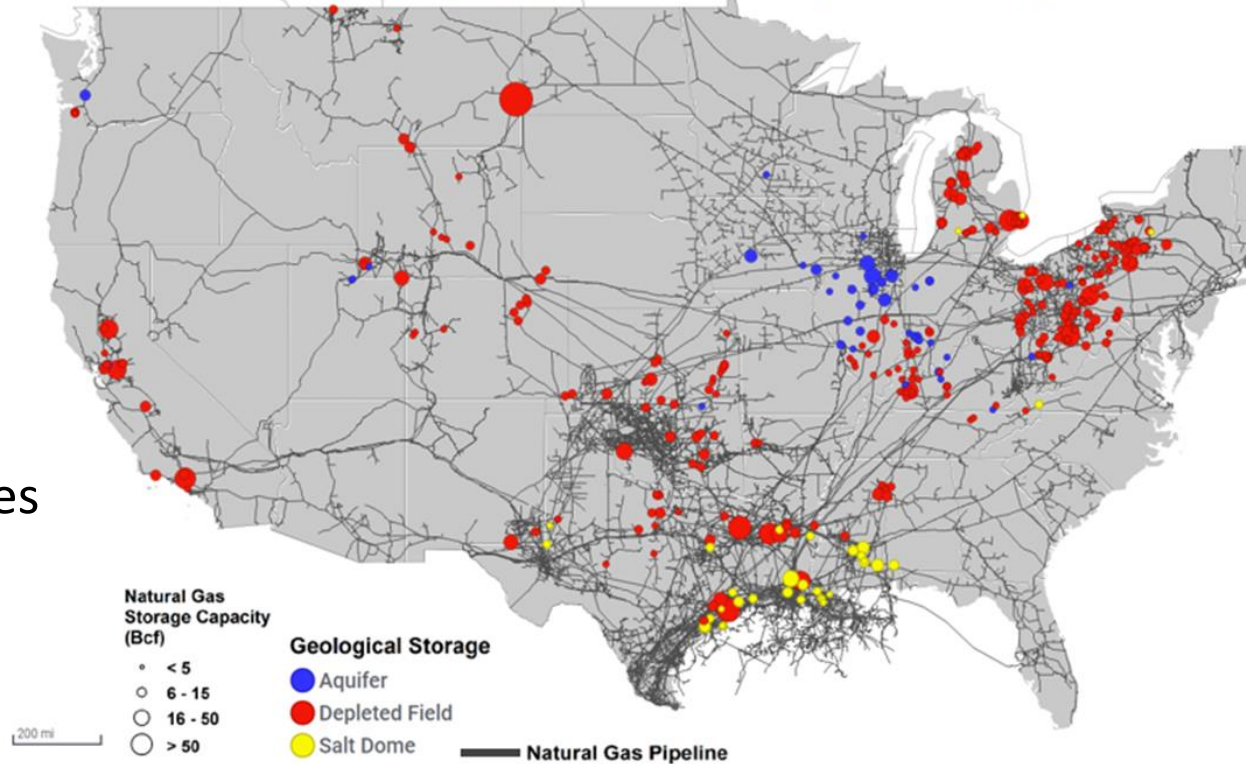 es
Natural Gas
Storage Capacity
(Bcf)
< 5
6 - 15
16 - 50
> 50
Geological Storage
Aquifer
Depleted Field
Salt Dome
Natural Gas Pipeline
200 mi